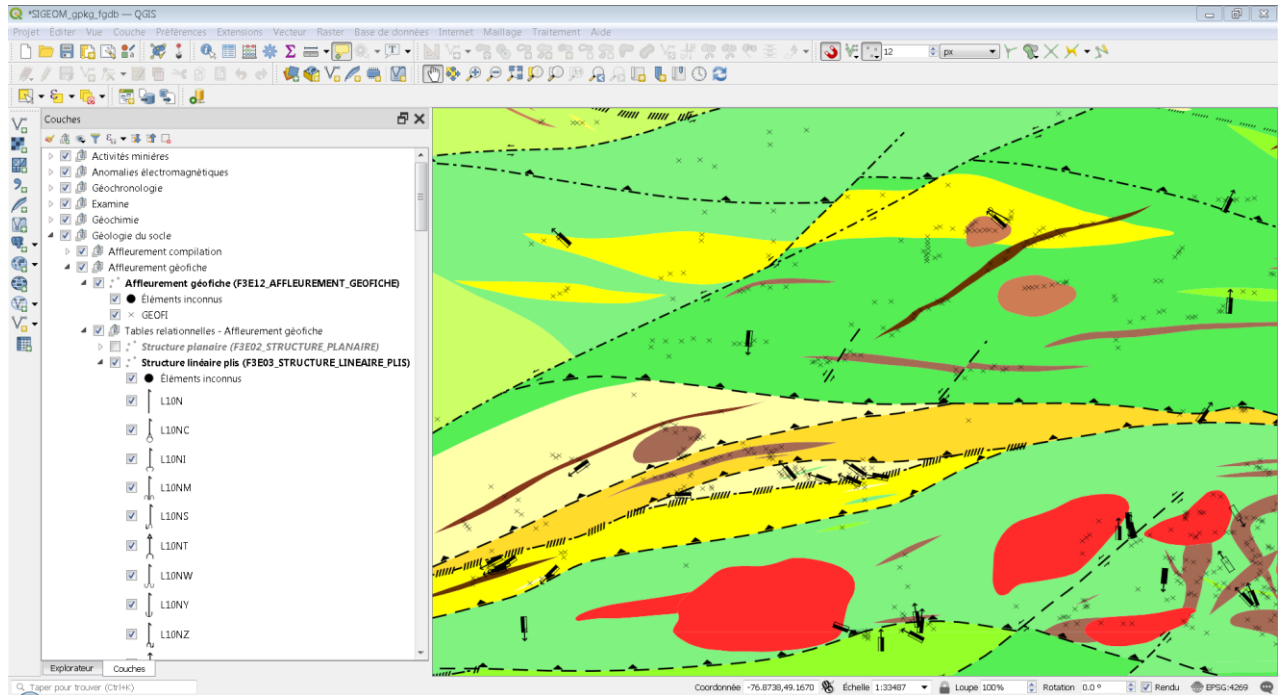 *SIGEOM_gpkg_fgdb — QGIS
Projet Éditer Vue Couche Préférences Extensions Vecteur Raster Base de données Internet Maillage Traitement Aide
12 px
Couches
Activités minières
Anomalies électromagnétiques
Géochronologie
Examine
Géochimie
Géologie du socle
Affleurement compilation
Affleurement géofiche
Affleurement géofiche (F3E12_AFFLEUREMENT_GEOFICHE)
Éléments inconnus
GEOFI
Tables relationnelles - Affleurement géofiche
Structure planaire (F3E02_STRUCTURE_PLANAIRE)
Structure linéaire plis (F3E03_STRUCTURE_LINEAIRE_PLIS)
Éléments inconnus
L10N
L10NC
L10NI
L10NM
L10NS
L10NT
L10NW
L10NY
L10NZ
Explorateur Couches
Taper pour trouver (Ctrl+K) Coordonnée -76.8738,49.1670 Échelle 1:33487 Loupe 100% Rotation 0.0 ° Rendu EPSG:4269